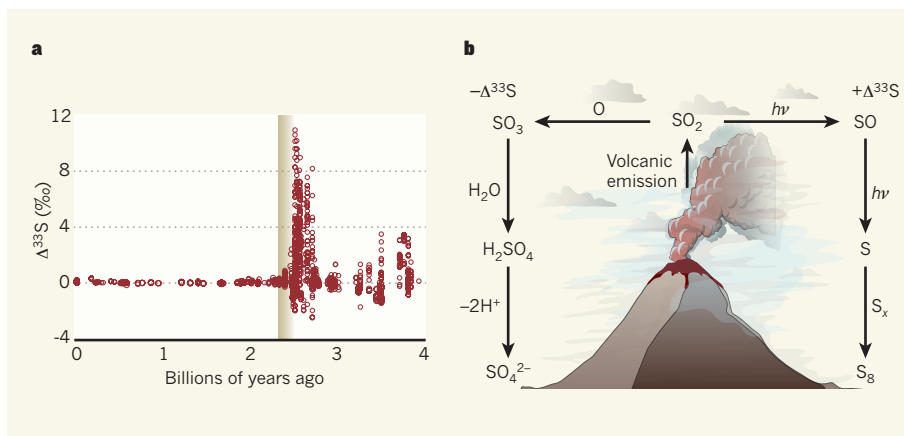 a
12
8
4
0
-4
Δ³³S (‰)
0 1 2 3 4
Billions of years ago
b
−Δ³³S
+Δ³³S
SO₃
O
SO₂
hν
SO
Volcanic
emission
H₂O
hν
H₂SO₄
S
−2H⁺
Sₓ
SO₄²⁻
S₈